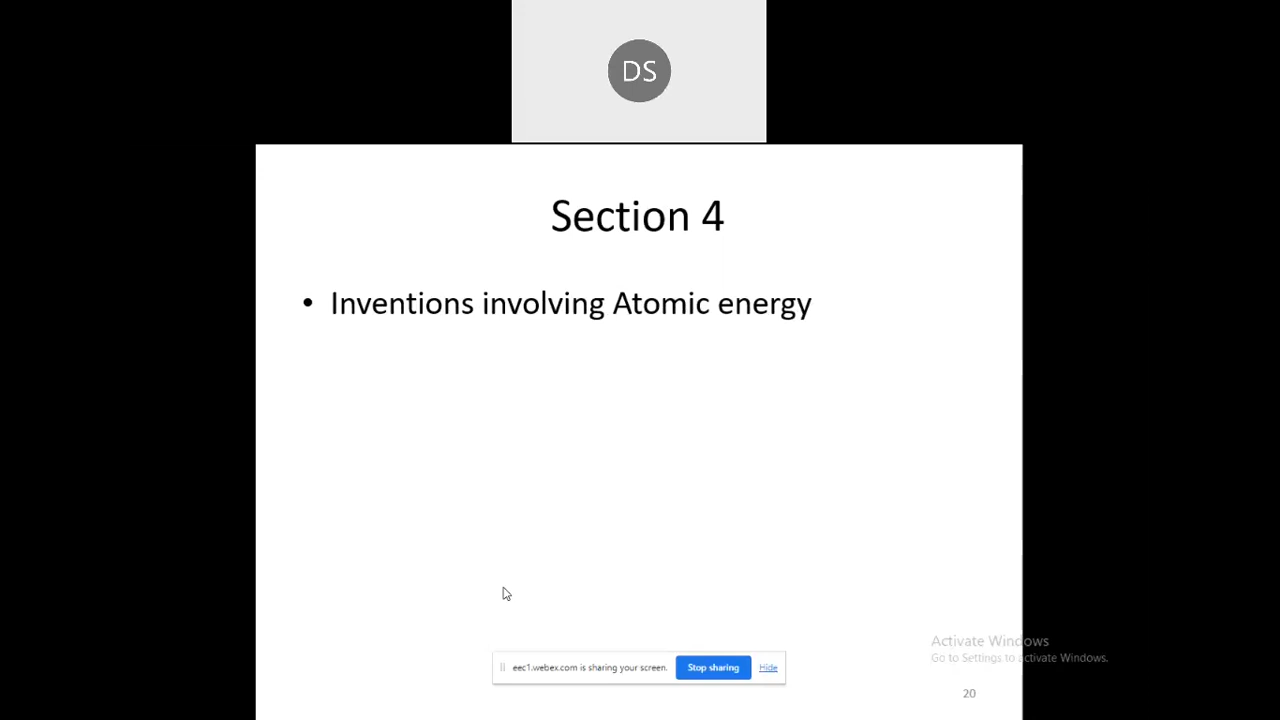 DS
Section 4
• Inventions involving Atomic energy
eec1.webex.com is sharing your screen. Stop sharing Hide
Activate Windows
Go to Settings to activate Windows.
20